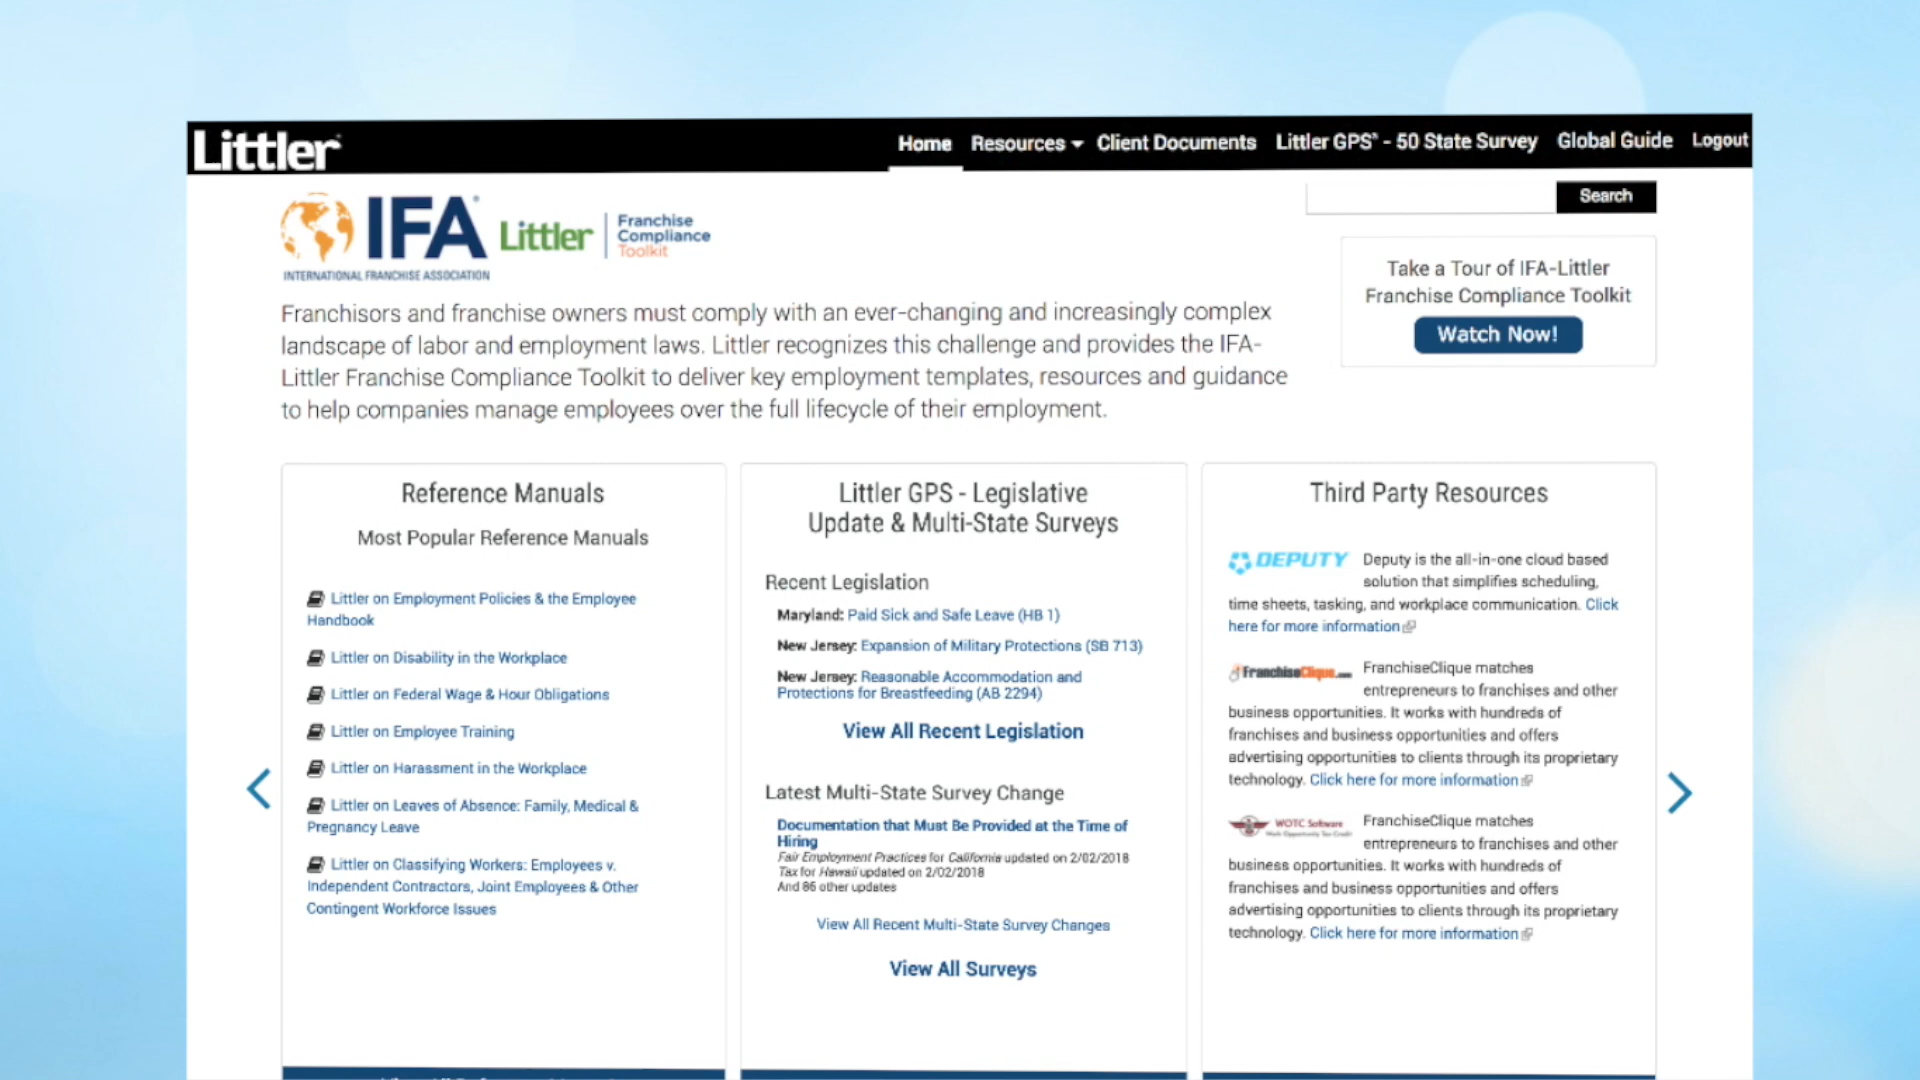 Littler
Home Resources Client Documents Littler GPS® - 50 State Survey Global Guide Logout
IFA®
INTERNATIONAL FRANCHISE ASSOCIATION
Littler
Franchise
Compliance
Toolkit
Search
Take a Tour of IFA-Littler
Franchise Compliance Toolkit
Watch Now!
Franchisors and franchise owners must comply with an ever-changing and increasingly complex
landscape of labor and employment laws. Littler recognizes this challenge and provides the IFA-
Littler Franchise Compliance Toolkit to deliver key employment templates, resources and guidance
to help companies manage employees over the full lifecycle of their employment.
Reference Manuals
Most Popular Reference Manuals
Littler on Employment Policies & the Employee
Handbook
Littler on Disability in the Workplace
Littler on Federal Wage & Hour Obligations
Littler on Employee Training
Littler on Harassment in the Workplace
Littler on Leaves of Absence: Family, Medical &
Pregnancy Leave
Littler on Classifying Workers: Employees v.
Independent Contractors, Joint Employees & Other
Contingent Workforce Issues
Littler GPS - Legislative
Update & Multi-State Surveys
Recent Legislation
Maryland: Paid Sick and Safe Leave (HB 1)
New Jersey: Expansion of Military Protections (SB 713)
New Jersey: Reasonable Accommodation and
Protections for Breastfeeding (AB 2294)
View All Recent Legislation
Latest Multi-State Survey Change
Documentation that Must Be Provided at the Time of
Hiring
Fair Employment Practices for California updated on 2/02/2018
Tax for Hawaii updated on 2/02/2018
And 86 other updates
View All Recent Multi-State Survey Changes
View All Surveys
Third Party Resources
DEPUTY
Deputy is the all-in-one cloud based
solution that simplifies scheduling,
time sheets, tasking, and workplace communication. Click
here for more information
FranchiseClique.com
FranchiseClique matches
entrepreneurs to franchises and other
business opportunities. It works with hundreds of
franchises and business opportunities and offers
advertising opportunities to clients through its proprietary
technology. Click here for more information
WOTC Software
Work Opportunity Tax Credit
FranchiseClique matches
entrepreneurs to franchises and other
business opportunities. It works with hundreds of
franchises and business opportunities and offers
advertising opportunities to clients through its proprietary
technology. Click here for more information